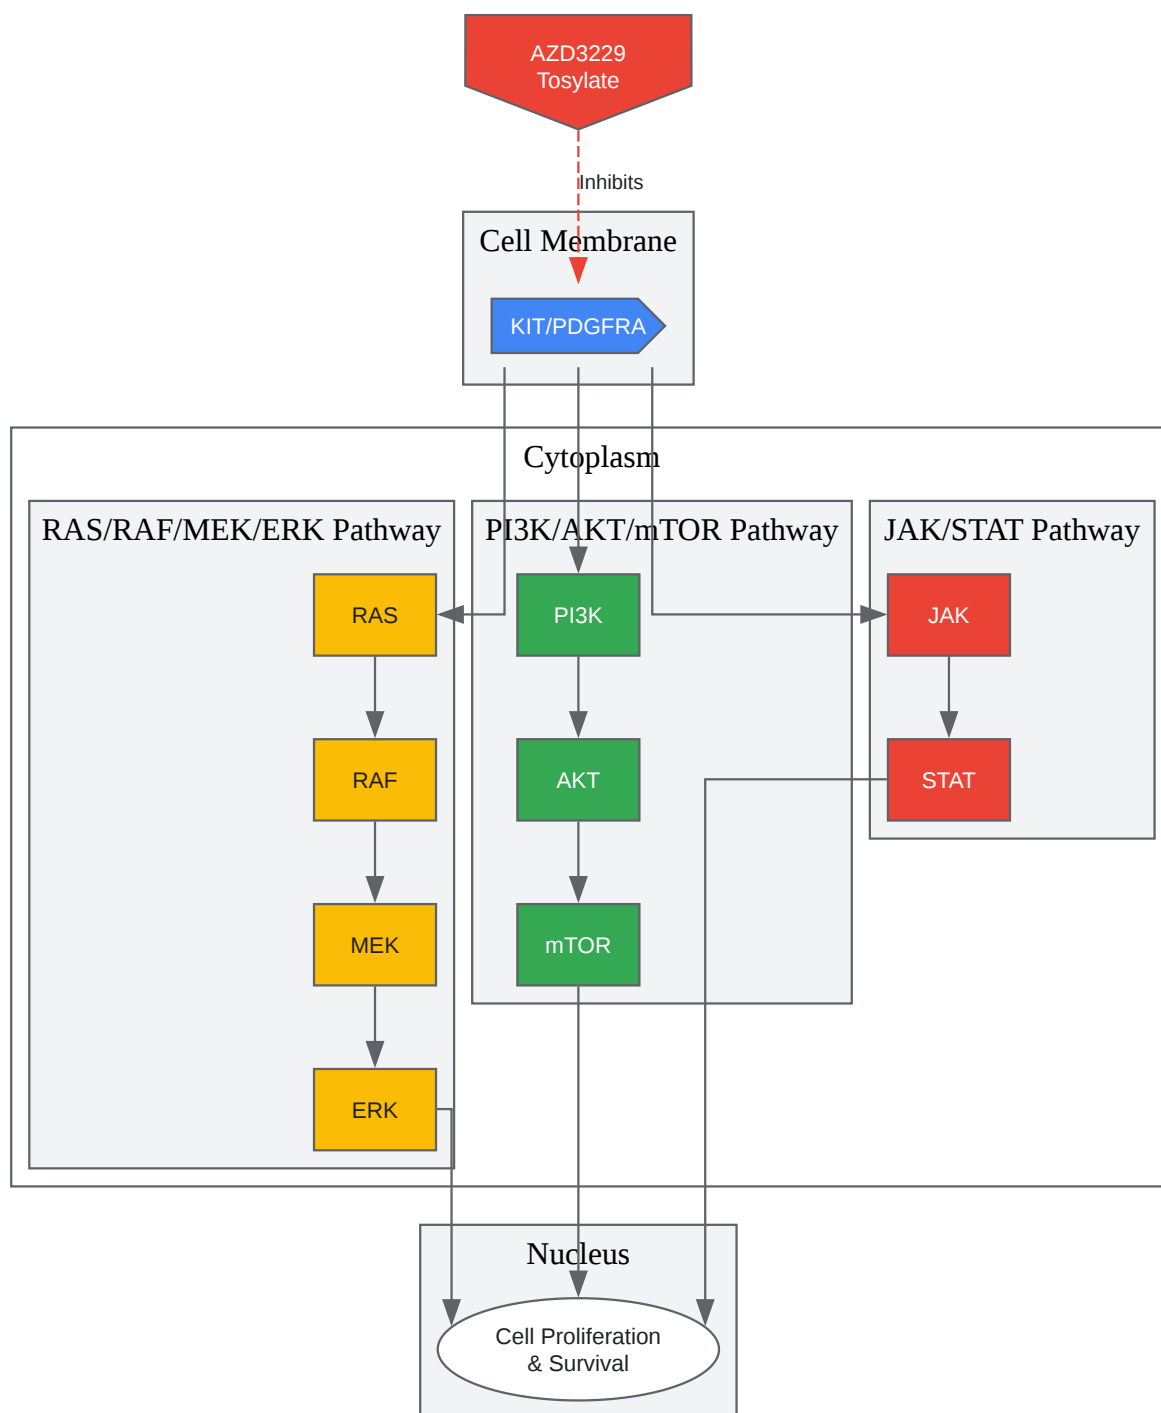 AZD3229
Tosylate
Inhibits
Cell Membrane
KIT/PDGFRA
Cytoplasm
RAS/RAF/MEK/ERK Pathway
PI3K/AKT/mTOR Pathway
JAK/STAT Pathway
RAS
PI3K
JAK
RAF
AKT
STAT
MEK
mTOR
ERK
Nucleus
Cell Proliferation
& Survival